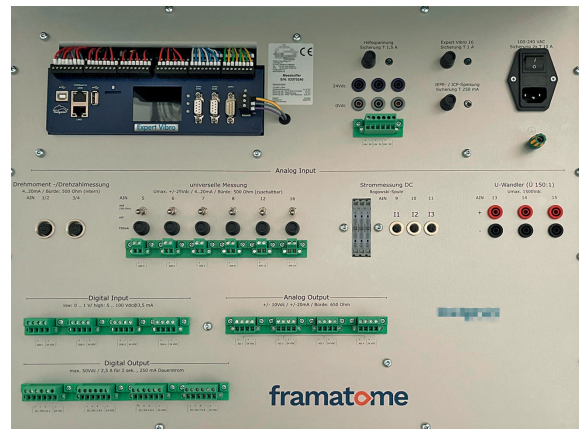 Hilfsspannung
Sicherung T 1,5 A
Expert Vibro 16
Sicherung T 1 A
100-240 VAC
Sicherung 2x T 10 A
24Vdc
0Vdc
IEPE- / ICP-Speisung
Sicherung T 250 mA
CE
Expert Vibro
Analog Input
Drehmoment -/Drehzahlmessung
4..20mA / Bürde: 500 Ohm (intern)
AIN 1/2 3/4
universelle Messung
Umax. +/-25Vdc / 4..20mA / Bürde: 500 Ohm (zuschaltbar)
AIN 5 6 7 8 12 16
Strommessung DC
Rogowski-Spule
AIN 9 10 11
I1 I2 I3
U-Wandler (Ü 150:1)
Umax. 1500Vdc
AIN 13 14 15
+
-
Digital Input
low: 0 .. 1 V/ high: 5 .. 100 Vdc@3,5 mA
Analog Output
+/- 10Vdc / +/-20mA / Bürde: 650 Ohm
Digital Output
max. 50Vdc / 2,5 A für 2 sek. , 250 mA Dauerstrom
framatome